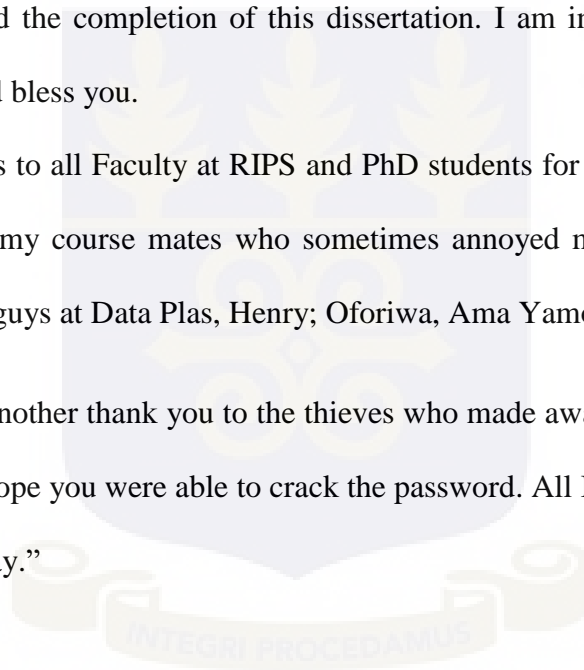 d the completion of this dissertation. I am in
d bless you.
s to all Faculty at RIPS and PhD students for
my course mates who sometimes annoyed m
guys at Data Plas, Henry; Oforiwa, Ama Yamo
nother thank you to the thieves who made awa
ope you were able to crack the password. All I
y.”
INTEGRI PROCEDAMUS